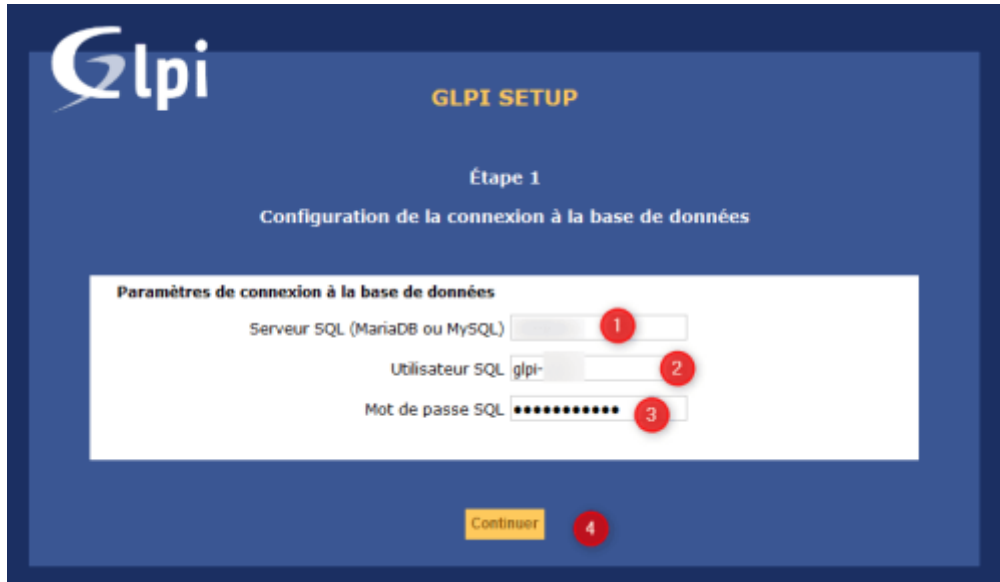 Glpi
GLPI SETUP
Étape 1
Configuration de la connexion à la base de données
Paramètres de connexion à la base de données
Serveur SQL (MariaDB ou MySQL) 1
Utilisateur SQL glpi- 2
Mot de passe SQL ••••••••••• 3
Continuer 4